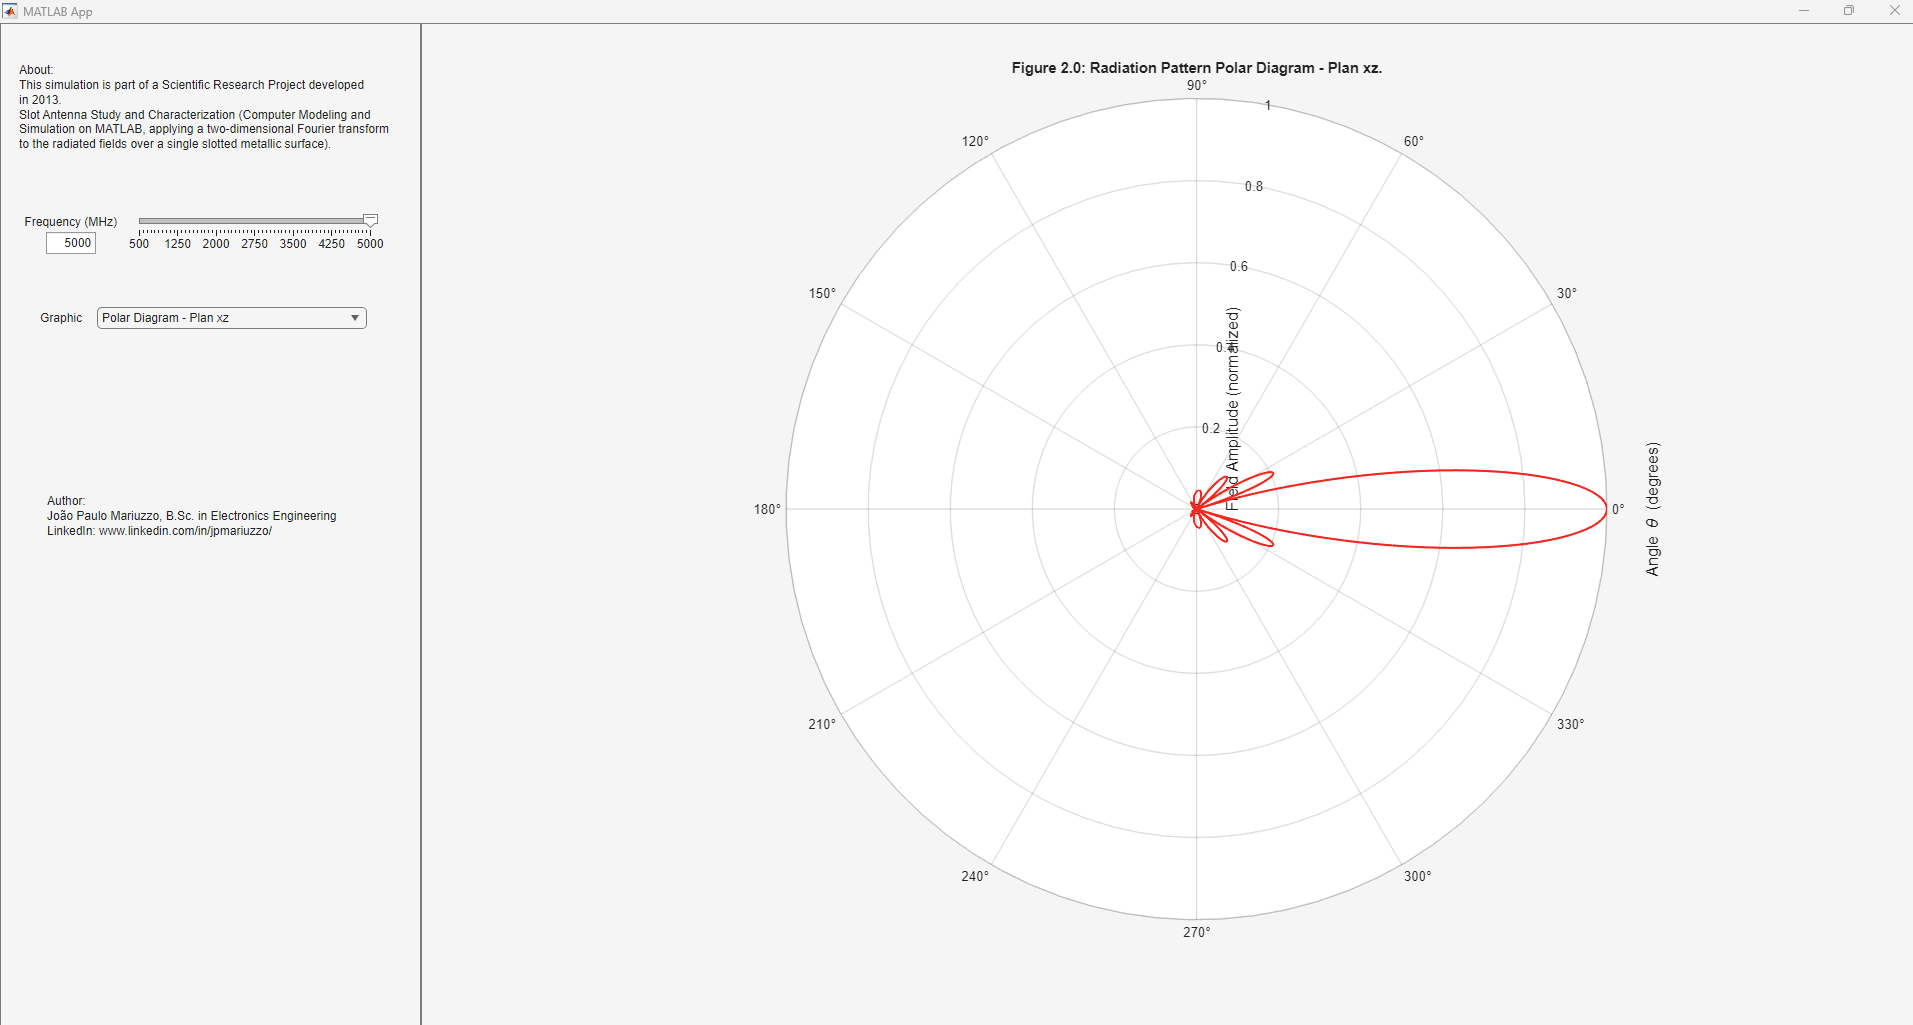 MATLAB App
About:
This simulation is part of a Scientific Research Project developed
in 2013.
Slot Antenna Study and Characterization (Computer Modeling and
Simulation on MATLAB, applying a two-dimensional Fourier transform
to the radiated fields over a single slotted metallic surface).
Frequency (MHz)
5000
500 1250 2000 2750 3500 4250 5000
Graphic
Polar Diagram - Plan xz
Author:
João Paulo Mariuzzo, B.Sc. in Electronics Engineering
LinkedIn: www.linkedin.com/in/jpmariuzzo/
Figure 2.0: Radiation Pattern Polar Diagram - Plan xz.
90°
1
120°
60°
0.8
0.6
150°
30°
0.4
0.2
Field Amplitude (normalized)
180°
0°
Angle θ (degrees)
210°
330°
240°
300°
270°